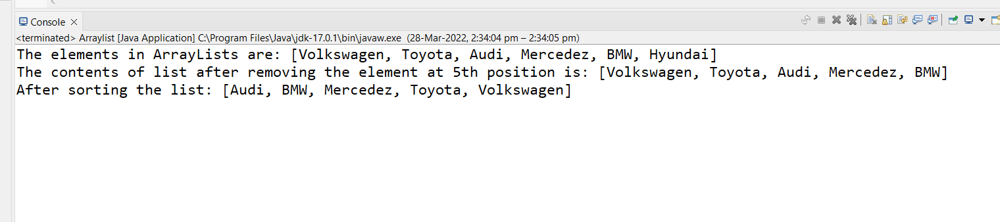 Console
<terminated> Arraylist [Java Application] C:\Program Files\Java\jdk-17.0.1\bin\javaw.exe (28-Mar-2022, 2:34:04 pm – 2:34:05 pm)
The elements in ArrayLists are: [Volkswagen, Toyota, Audi, Mercedez, BMW, Hyundai]
The contents of list after removing the element at 5th position is: [Volkswagen, Toyota, Audi, Mercedez, BMW]
After sorting the list: [Audi, BMW, Mercedez, Toyota, Volkswagen]